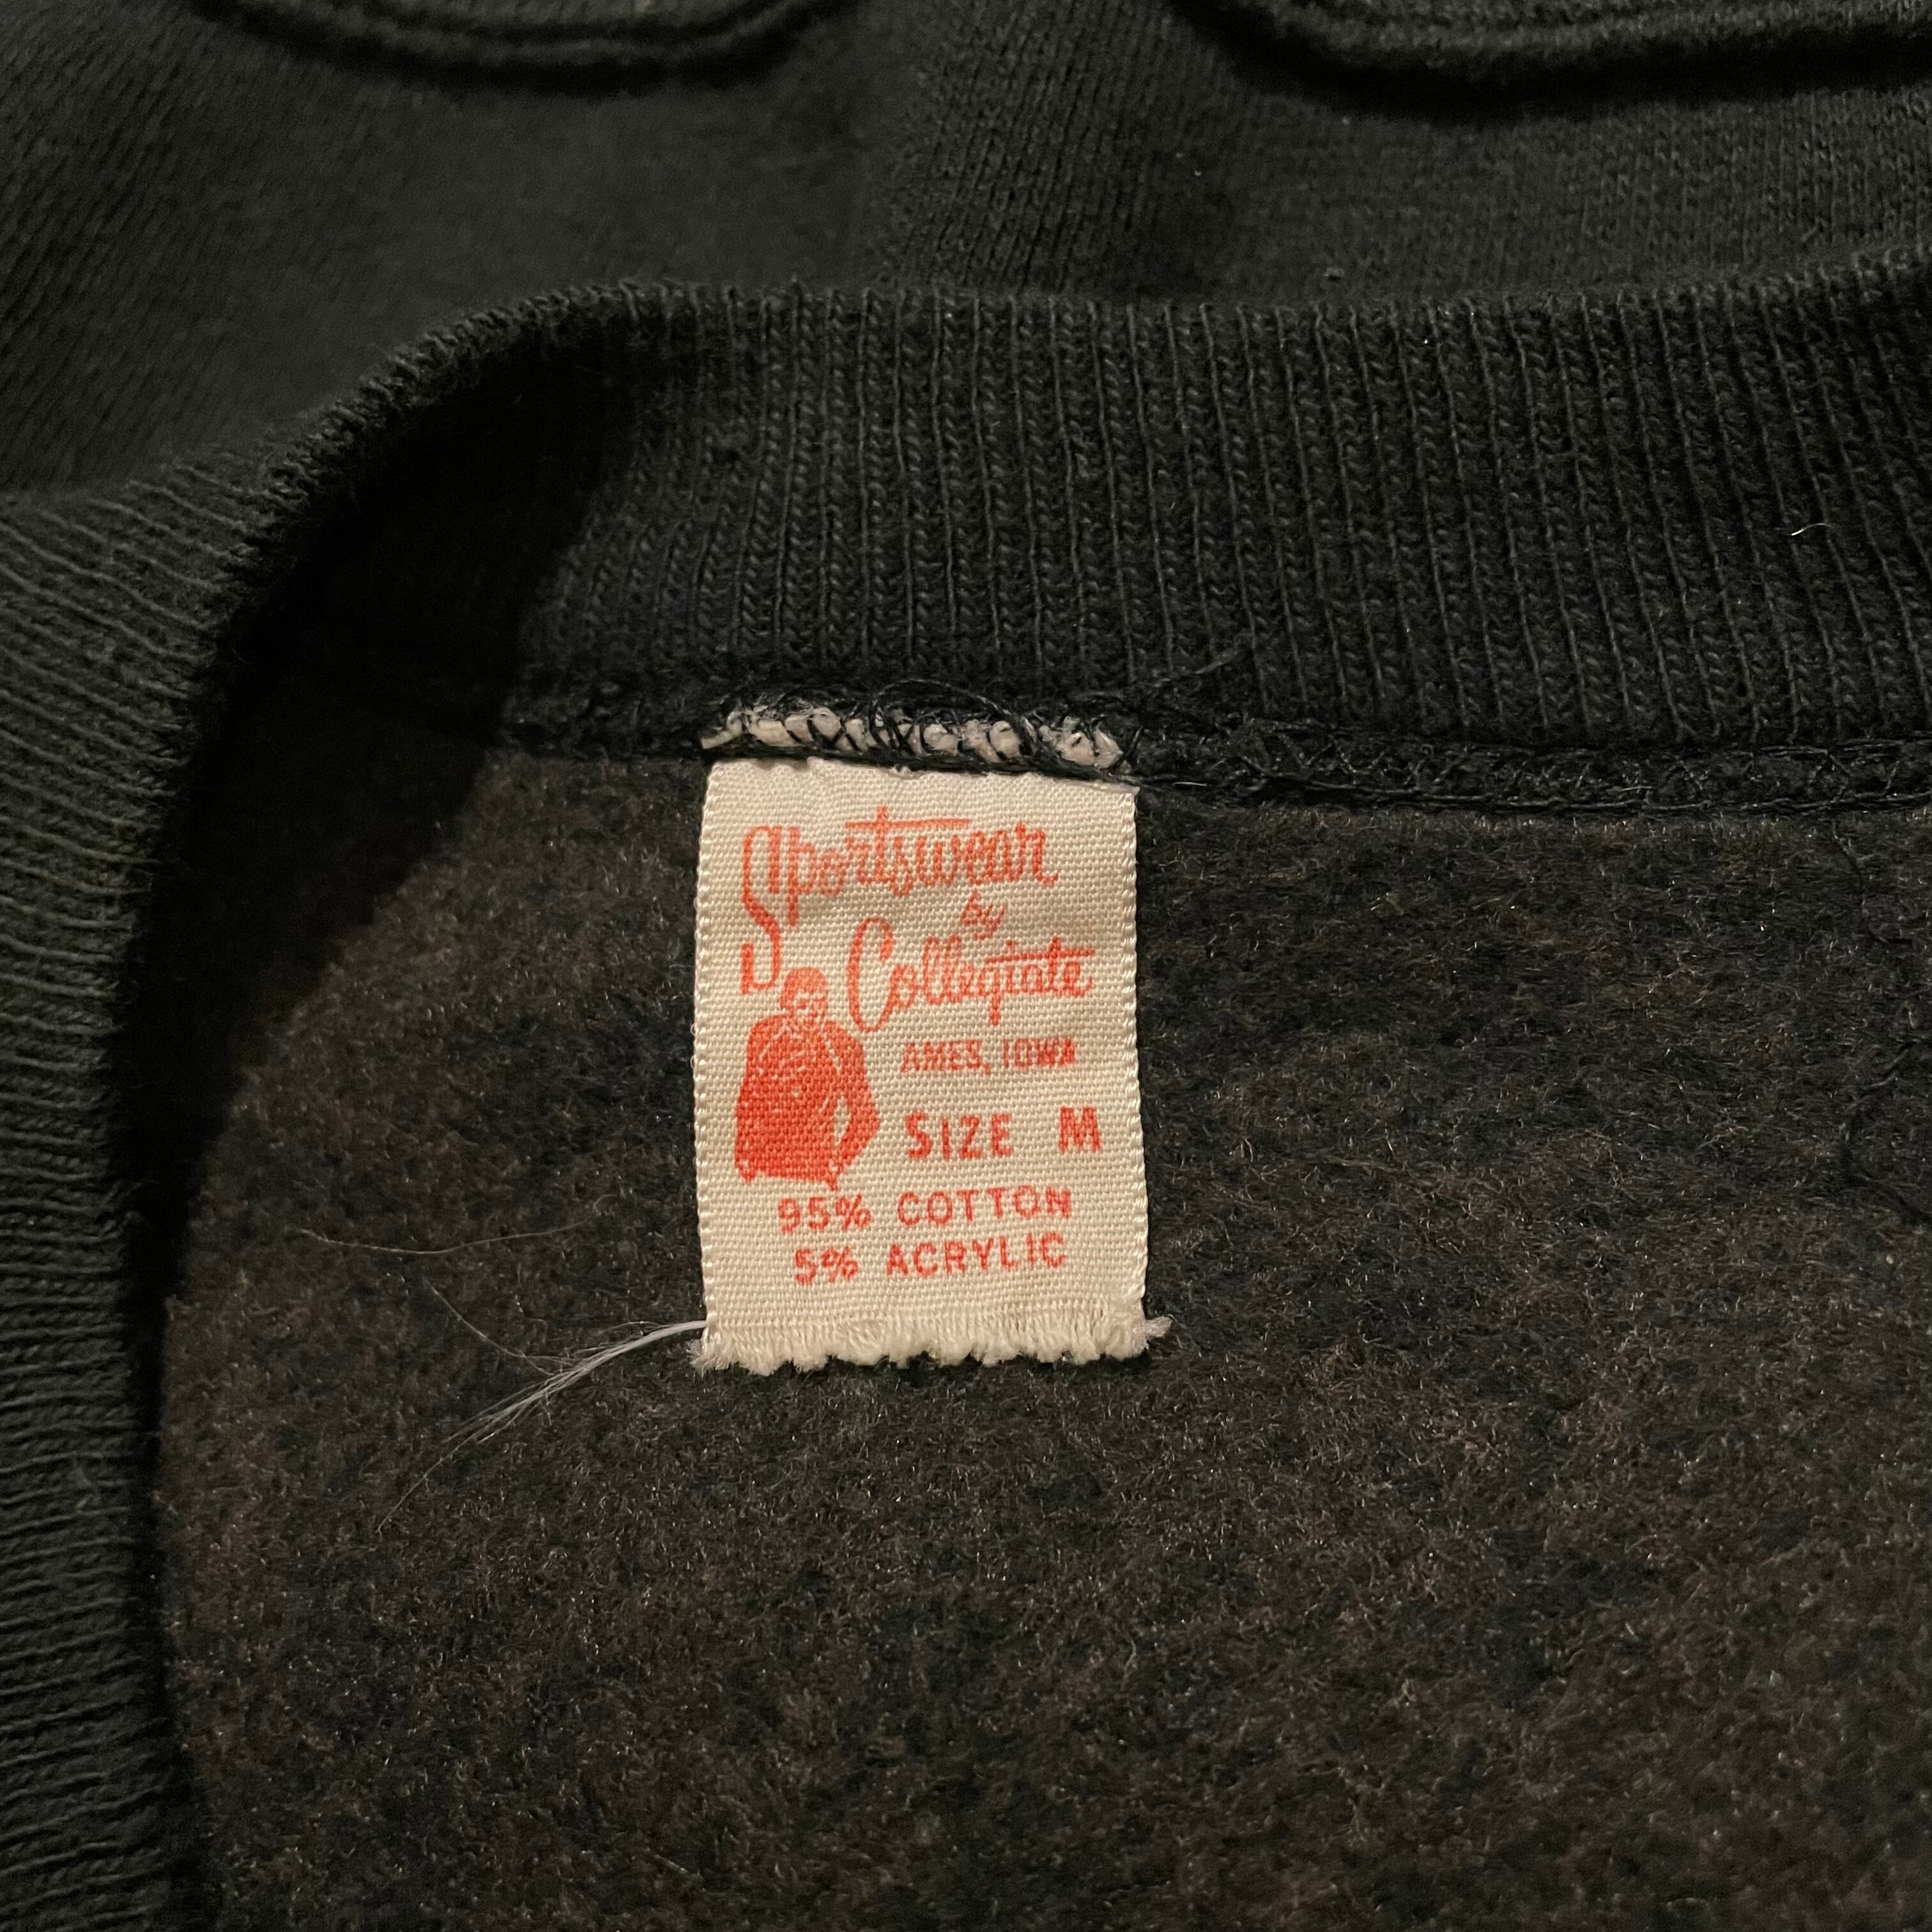 Sportswear
by
Collegiate
AMES, IOWA
SIZE M
95% COTTON
5% ACRYLIC